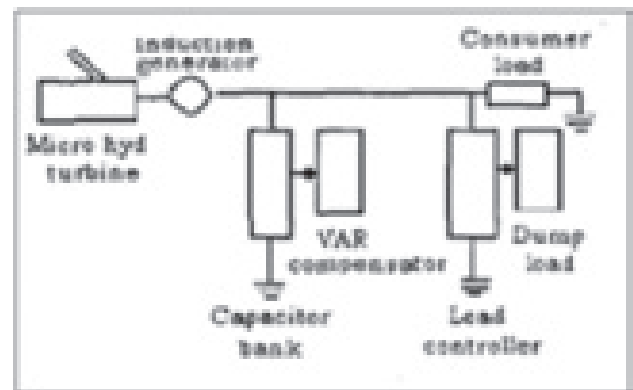 Induction
generator
Consumer
load
Micro hyd
turbine
VAR
compensator
Dump
load
Capacitor
bank
Load
controller